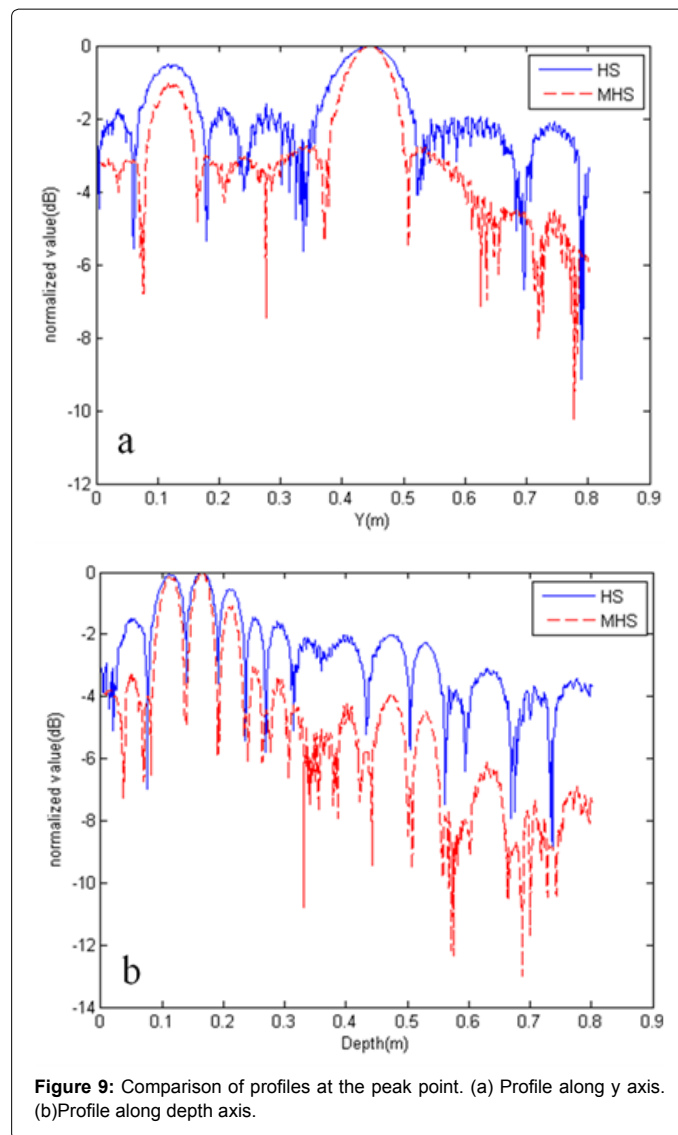 0
-2
-4
-6
-8
-10
-12
normalized value(dB)
HS
MHS
a
0 0.1 0.2 0.3 0.4 0.5 0.6 0.7 0.8 0.9
Y(m)
0
-2
-4
-6
-8
-10
-12
-14
normalized value(dB)
HS
MHS
b
0 0.1 0.2 0.3 0.4 0.5 0.6 0.7 0.8 0.9
Depth(m)
Figure 9: Comparison of profiles at the peak point. (a) Profile along y axis.
(b)Profile along depth axis.